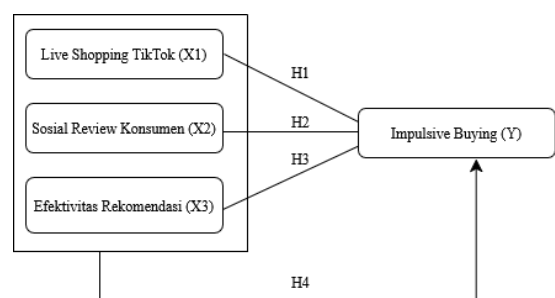 Live Shopping TikTok (X1)
H1
Sosial Review Konsumen (X2)
H2
Impulsive Buying (Y)
H3
Efektivitas Rekomendasi (X3)
H4